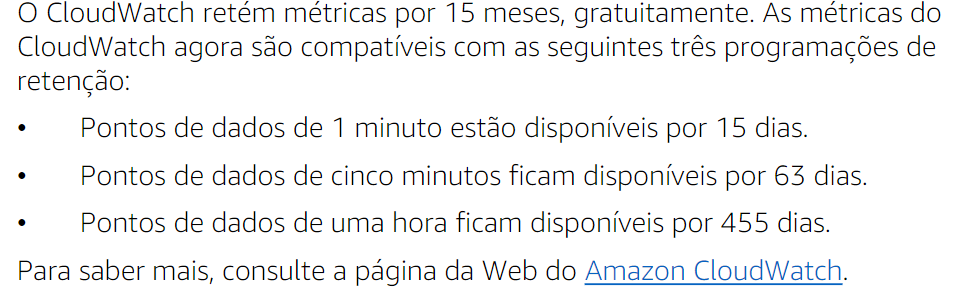 O CloudWatch retém métricas por 15 meses, gratuitamente. As métricas do
CloudWatch agora são compatíveis com as seguintes três programações de
retenção:
• Pontos de dados de 1 minuto estão disponíveis por 15 dias.
• Pontos de dados de cinco minutos ficam disponíveis por 63 dias.
• Pontos de dados de uma hora ficam disponíveis por 455 dias.
Para saber mais, consulte a página da Web do Amazon CloudWatch.